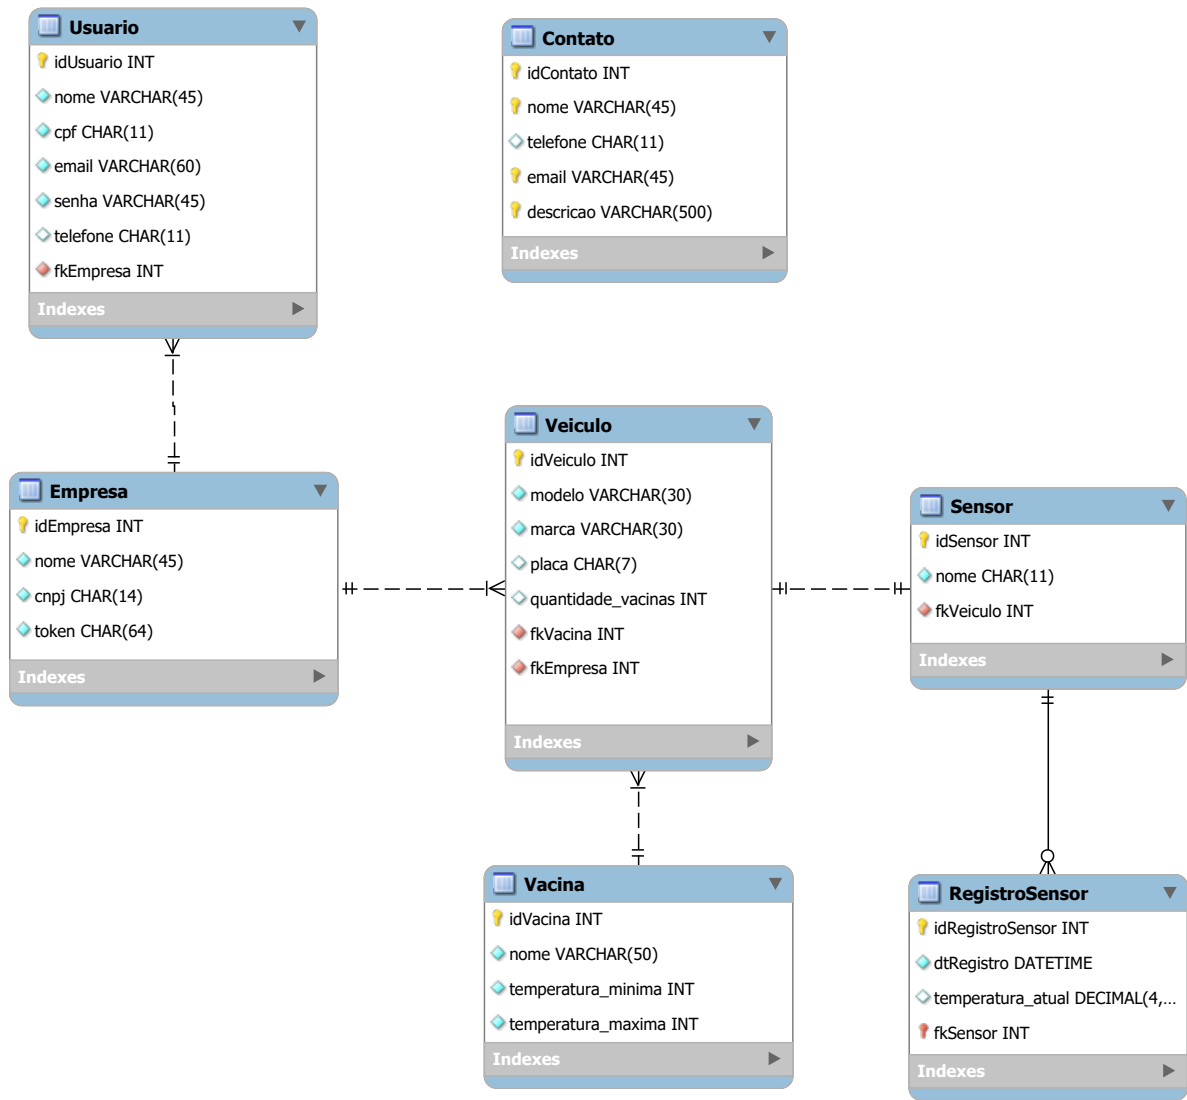 Usuario
idUsuario INT
nome VARCHAR(45)
cpf CHAR(11)
email VARCHAR(60)
senha VARCHAR(45)
telefone CHAR(11)
fkEmpresa INT
Indexes
Contato
idContato INT
nome VARCHAR(45)
telefone CHAR(11)
email VARCHAR(45)
descricao VARCHAR(500)
Indexes
Empresa
idEmpresa INT
nome VARCHAR(45)
cnpj CHAR(14)
token CHAR(64)
Indexes
Veiculo
idVeiculo INT
modelo VARCHAR(30)
marca VARCHAR(30)
placa CHAR(7)
quantidade_vacinas INT
fkVacina INT
fkEmpresa INT
Indexes
Sensor
idSensor INT
nome CHAR(11)
fkVeiculo INT
Indexes
Vacina
idVacina INT
nome VARCHAR(50)
temperatura_minima INT
temperatura_maxima INT
Indexes
RegistroSensor
idRegistroSensor INT
dtRegistro DATETIME
temperatura_atual DECIMAL(4,...
fkSensor INT
Indexes